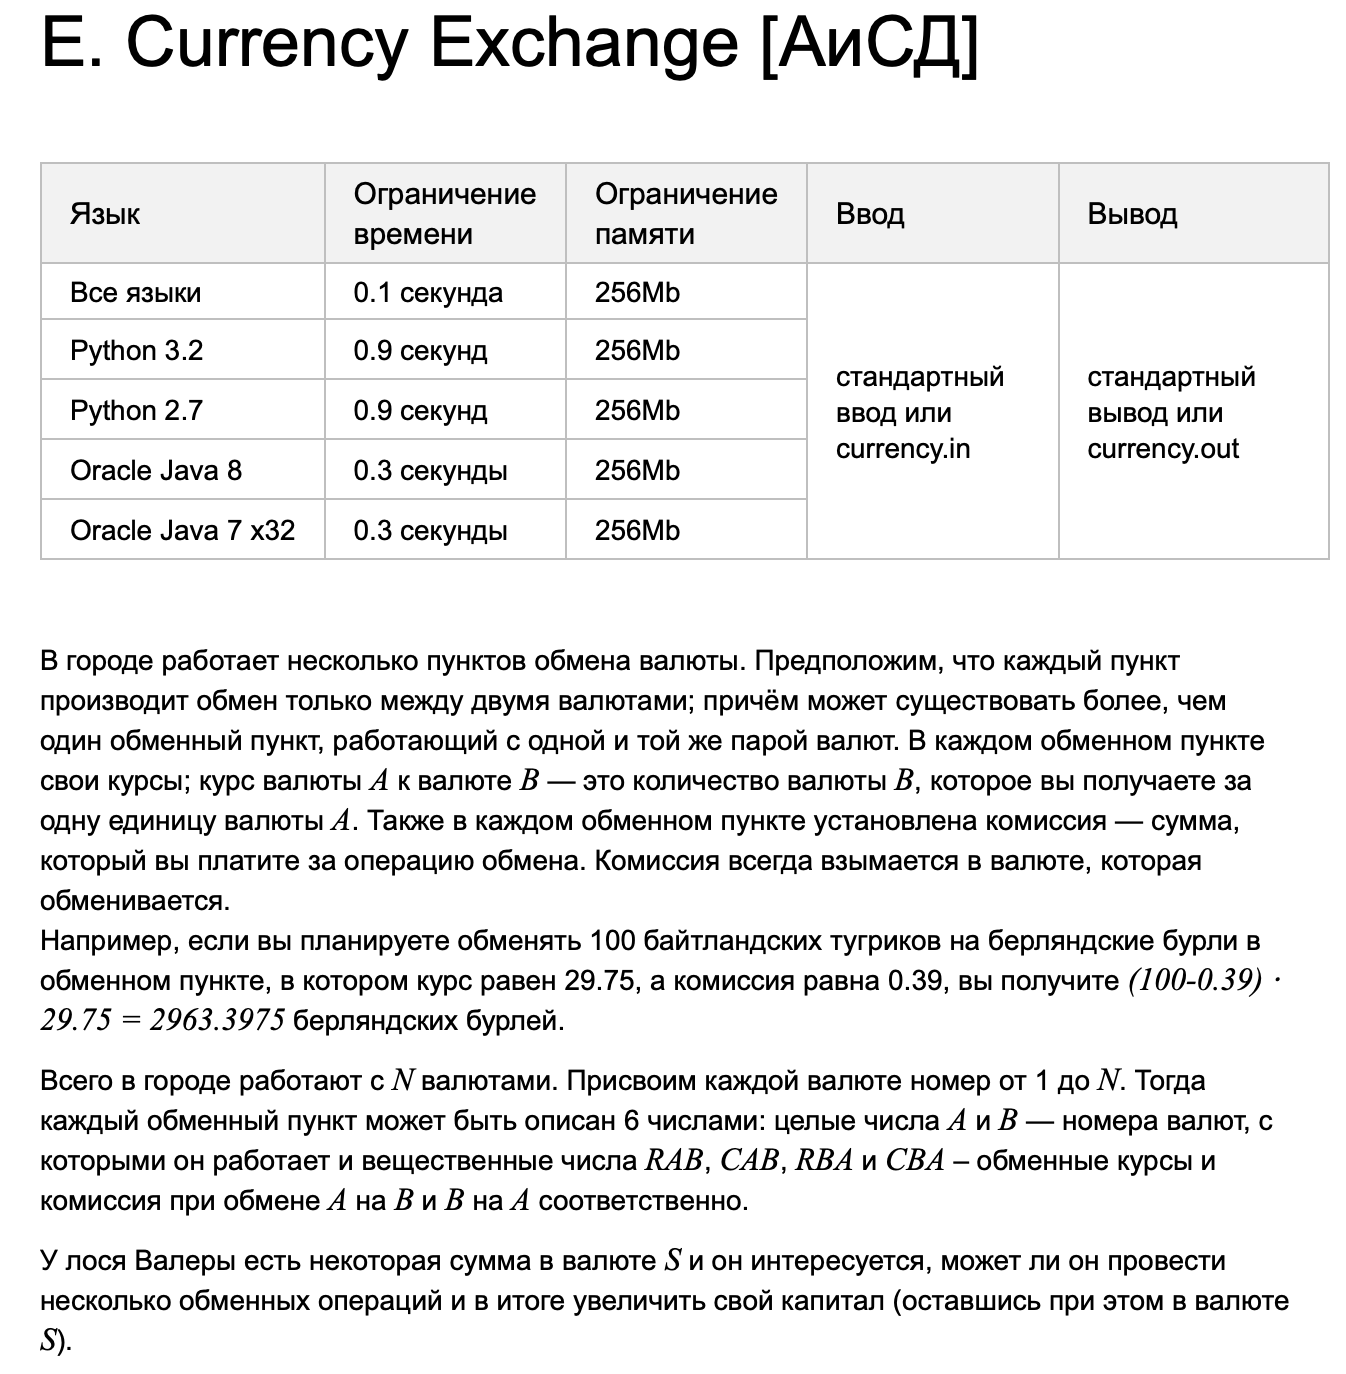 E. Currency Exchange [АиСД]
Язык
Ограничение
времени
Ограничение
памяти
Ввод
Вывод
Все языки
0.1 секунда
256Mb
стандартный
ввод или
currency.in
стандартный
вывод или
currency.out
Python 3.2
0.9 секунд
256Mb
Python 2.7
0.9 секунд
256Mb
Oracle Java 8
0.3 секунды
256Mb
Oracle Java 7 x32
0.3 секунды
256Mb
В городе работает несколько пунктов обмена валюты. Предположим, что каждый пункт
производит обмен только между двумя валютами; причём может существовать более, чем
один обменный пункт, работающий с одной и той же парой валют. В каждом обменном пункте
свои курсы; курс валюты A к валюте B — это количество валюты B, которое вы получаете за
одну единицу валюты A. Также в каждом обменном пункте установлена комиссия — сумма,
который вы платите за операцию обмена. Комиссия всегда взымается в валюте, которая
обменивается.
Например, если вы планируете обменять 100 байтландских тугриков на берляндские бурли в
обменном пункте, в котором курс равен 29.75, а комиссия равна 0.39, вы получите (100-0.39) ·
29.75 = 2963.3975 берляндских бурлей.
Всего в городе работают с N валютами. Присвоим каждой валюте номер от 1 до N. Тогда
каждый обменный пункт может быть описан 6 числами: целые числа A и B — номера валют, с
которыми он работает и вещественные числа RAB, CAB, RBA и CBA – обменные курсы и
комиссия при обмене A на B и B на A соответственно.
У лося Валеры есть некоторая сумма в валюте S и он интересуется, может ли он провести
несколько обменных операций и в итоге увеличить свой капитал (оставшись при этом в валюте
S).